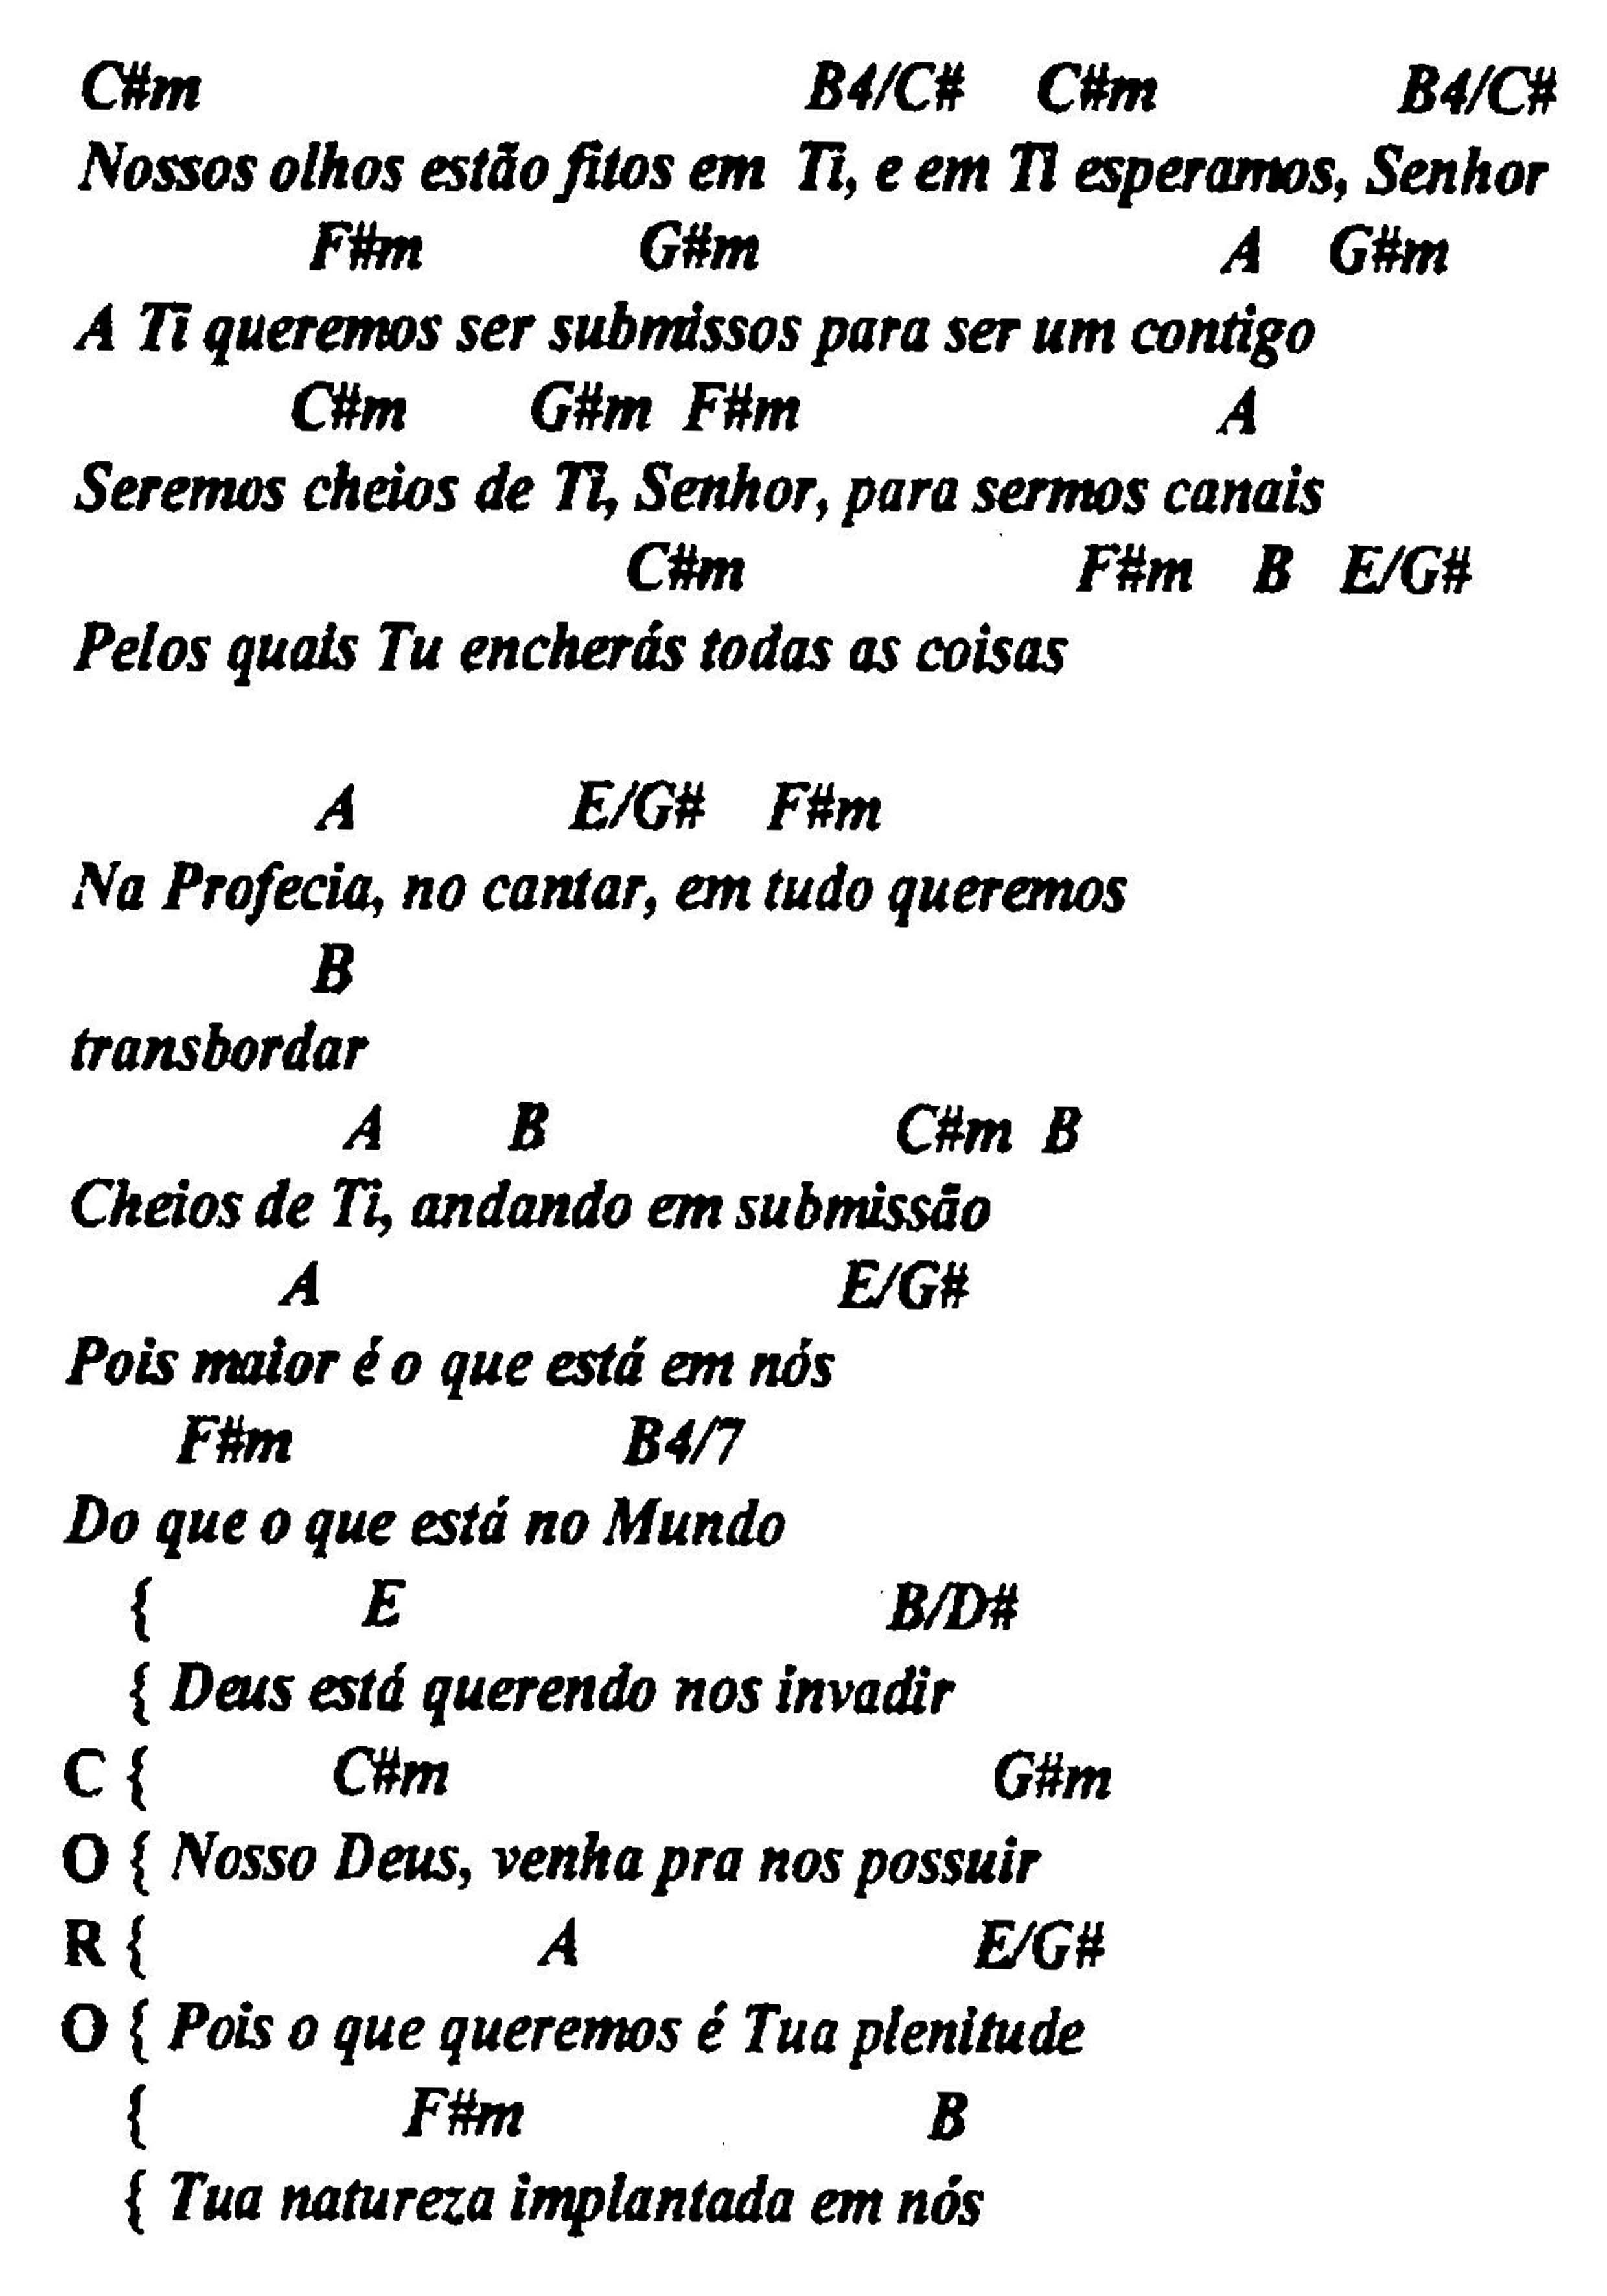 C#m B4/C# C#m B4/C#
Nossos olhos estão fitos em Ti, e em Ti esperamos, Senhor
F#m G#m A G#m
A Ti queremos ser submissos para ser um contigo
C#m G#m F#m A
Seremos cheios de Ti, Senhor, para sermos canais
C#m F#m B E/G#
Pelos quais Tu encherás todas as coisas
A E/G# F#m
Na Profecia, no cantar, em tudo queremos
B
transbordar
A B C#m B
Cheios de Ti, andando em submissão
A E/G#
Pois maior é o que está em nós
F#m B4/7
Do que o que está no Mundo
{ E B/D#
{ Deus está querendo nos invadir
C { C#m G#m
O { Nosso Deus, venha pra nos possuir
R { A E/G#
O { Pois o que queremos é Tua plenitude
{ F#m B
{ Tua natureza implantada em nós